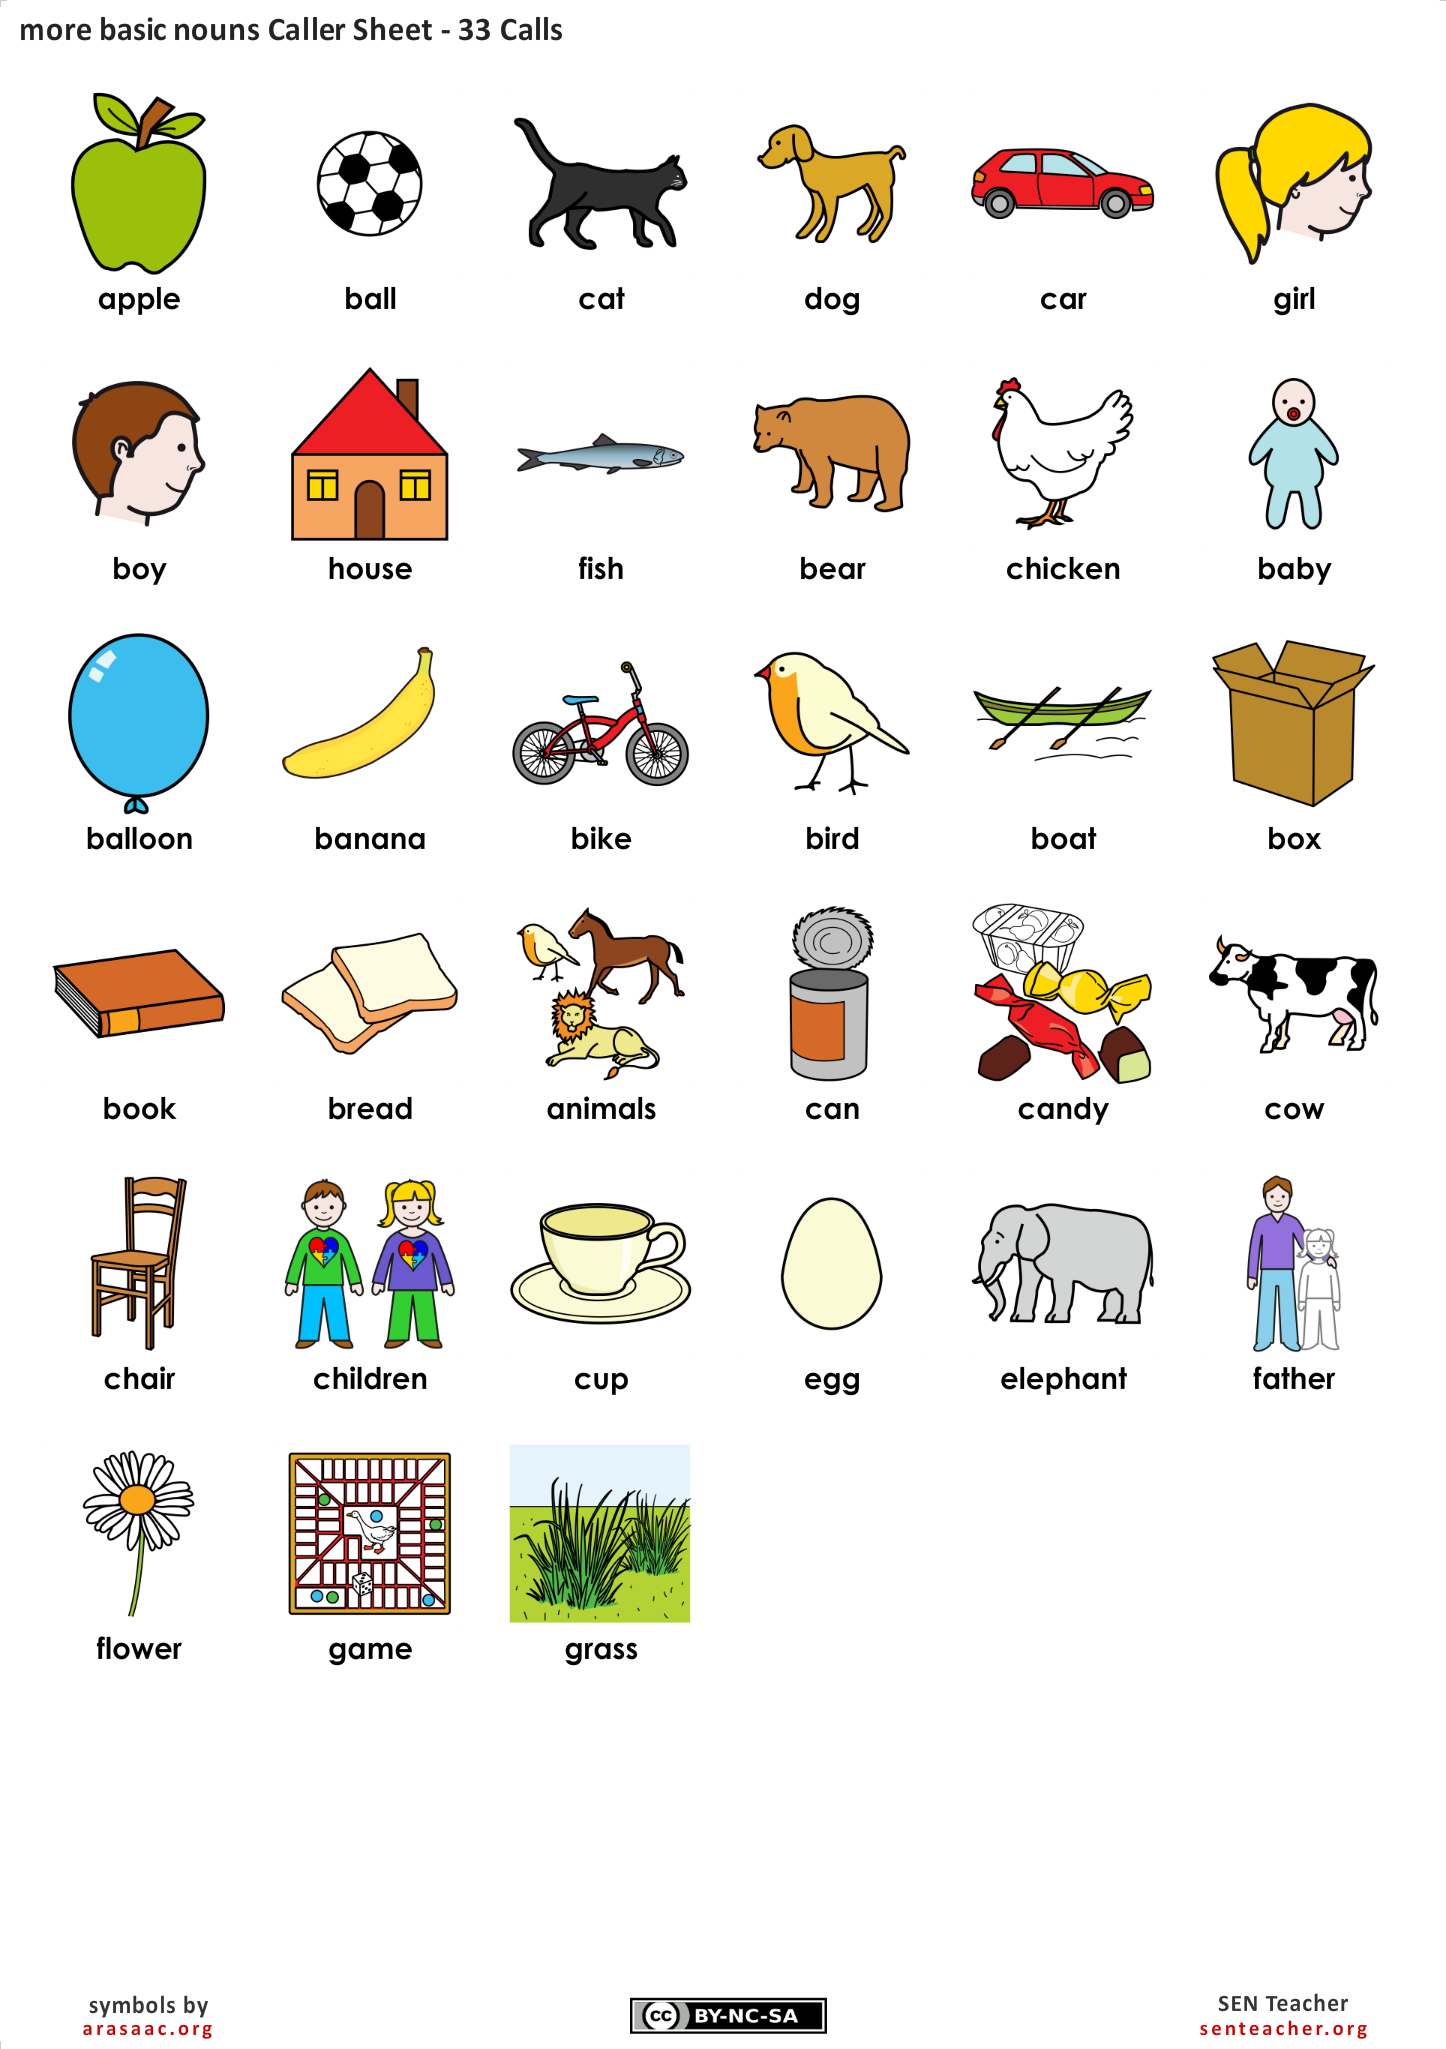 more basic nouns Caller Sheet - 33 Calls
apple ball cat dog car girl
boy house fish bear chicken baby
balloon banana bike bird boat box
book bread animals can candy cow
chair children cup egg elephant father
flower game grass
symbols by
arasaac.org
cc BY-NC-SA
SEN Teacher
senteacher.org